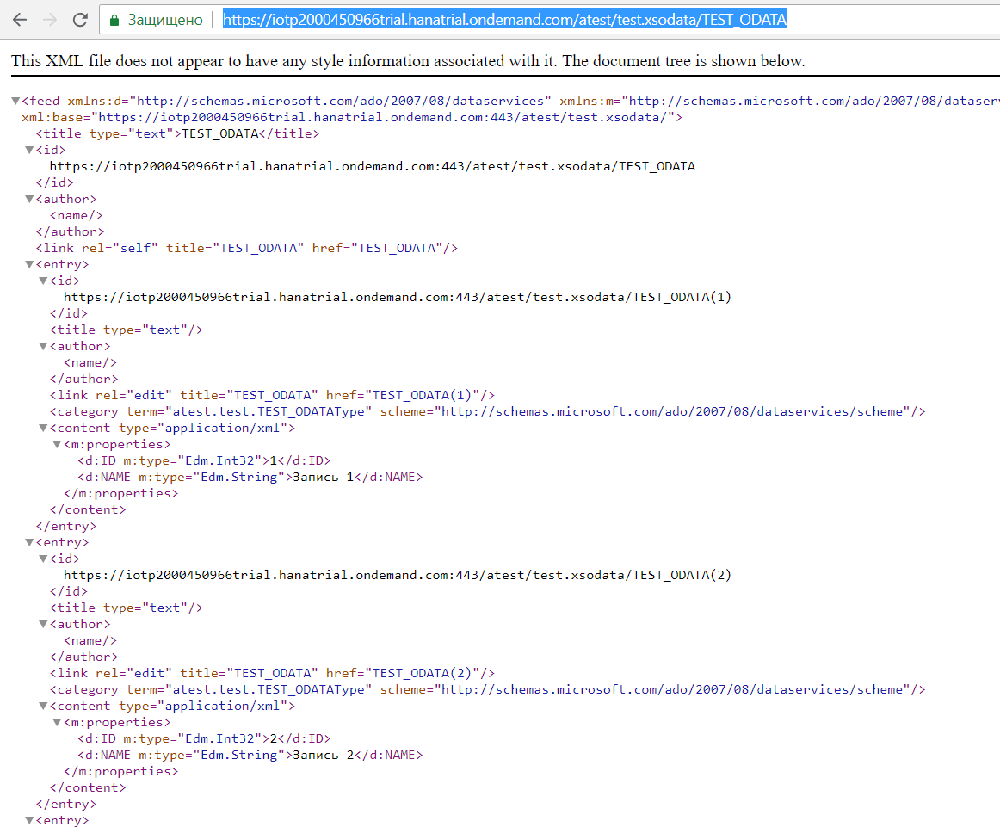 Защищено https://iotp2000450966trial.hanatrial.ondemand.com/atest/test.xsodata/TEST_ODATA
This XML file does not appear to have any style information associated with it. The document tree is shown below.
<feed xmlns:d="http://schemas.microsoft.com/ado/2007/08/dataservices" xmlns:m="http://schemas.microsoft.com/ado/2007/08/dataser
xml:base="https://iotp2000450966trial.hanatrial.ondemand.com:443/atest/test.xsodata/">
<title type="text">TEST_ODATA</title>
<id>
https://iotp2000450966trial.hanatrial.ondemand.com:443/atest/test.xsodata/TEST_ODATA
</id>
<author>
<name/>
</author>
<link rel="self" title="TEST_ODATA" href="TEST_ODATA"/>
<entry>
<id>
https://iotp2000450966trial.hanatrial.ondemand.com:443/atest/test.xsodata/TEST_ODATA(1)
</id>
<title type="text"/>
<author>
<name/>
</author>
<link rel="edit" title="TEST_ODATA" href="TEST_ODATA(1)"/>
<category term="atest.test.TEST_ODATAType" scheme="http://schemas.microsoft.com/ado/2007/08/dataservices/scheme"/>
<content type="application/xml">
<m:properties>
<d:ID m:type="Edm.Int32">1</d:ID>
<d:NAME m:type="Edm.String">Запись 1</d:NAME>
</m:properties>
</content>
</entry>
<entry>
<id>
https://iotp2000450966trial.hanatrial.ondemand.com:443/atest/test.xsodata/TEST_ODATA(2)
</id>
<title type="text"/>
<author>
<name/>
</author>
<link rel="edit" title="TEST_ODATA" href="TEST_ODATA(2)"/>
<category term="atest.test.TEST_ODATAType" scheme="http://schemas.microsoft.com/ado/2007/08/dataservices/scheme"/>
<content type="application/xml">
<m:properties>
<d:ID m:type="Edm.Int32">2</d:ID>
<d:NAME m:type="Edm.String">Запись 2</d:NAME>
</m:properties>
</content>
</entry>
<entry>